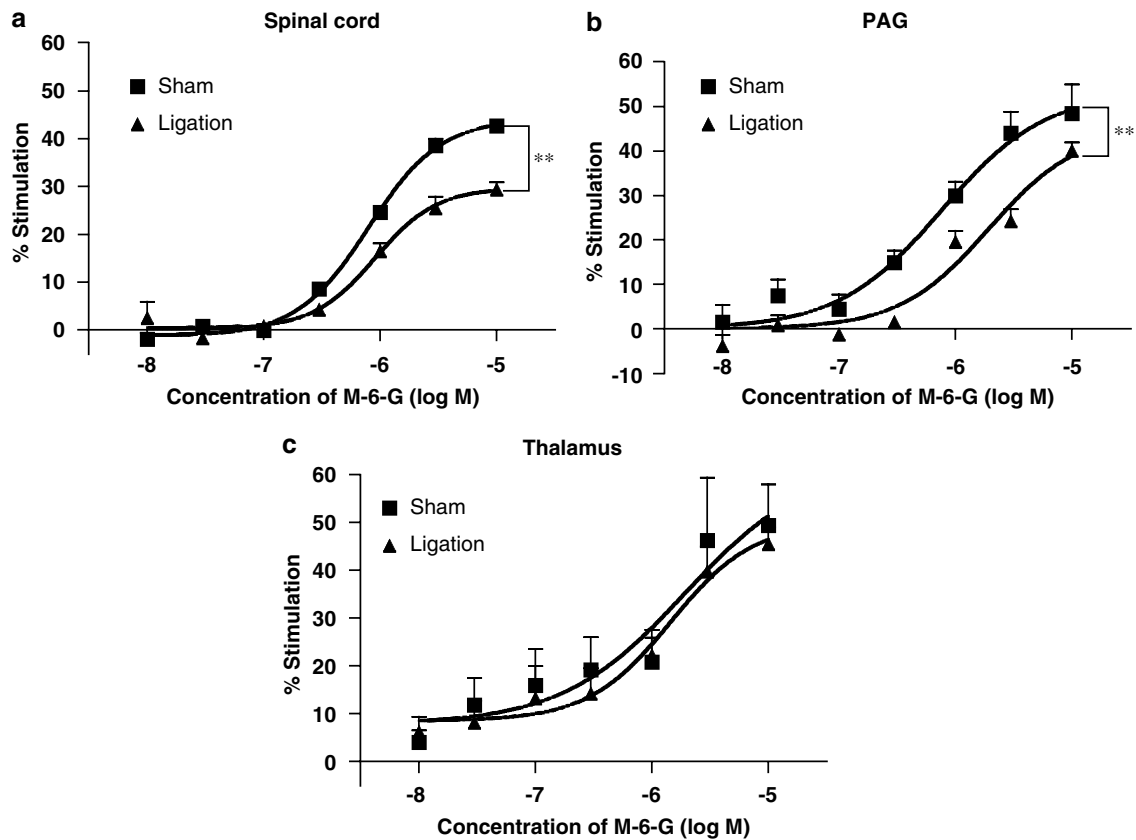 a
Spinal cord
60
50
40
30
20
10
0
% Stimulation
Sham
Ligation
**
-8
-7
-6
-5
Concentration of M-6-G (log M)
b
PAG
60
50
40
30
20
10
0
-10
% Stimulation
Sham
Ligation
**
-8
-7
-6
-5
Concentration of M-6-G (log M)
c
Thalamus
60
50
40
30
20
10
0
% Stimulation
Sham
Ligation
-8
-7
-6
-5
Concentration of M-6-G (log M)